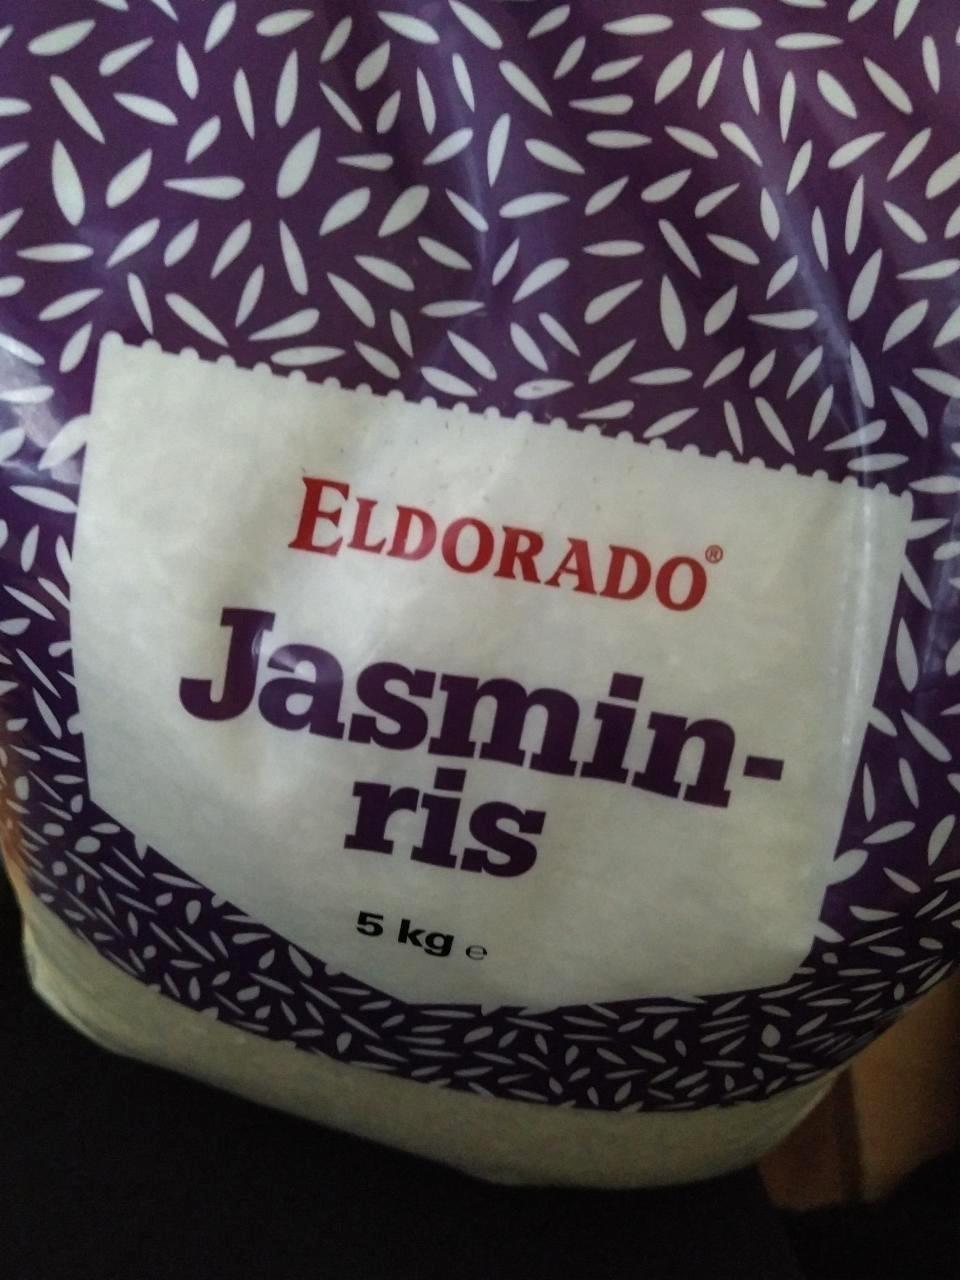 ELDORADO®
Jasmin-
ris
5 kg ℮